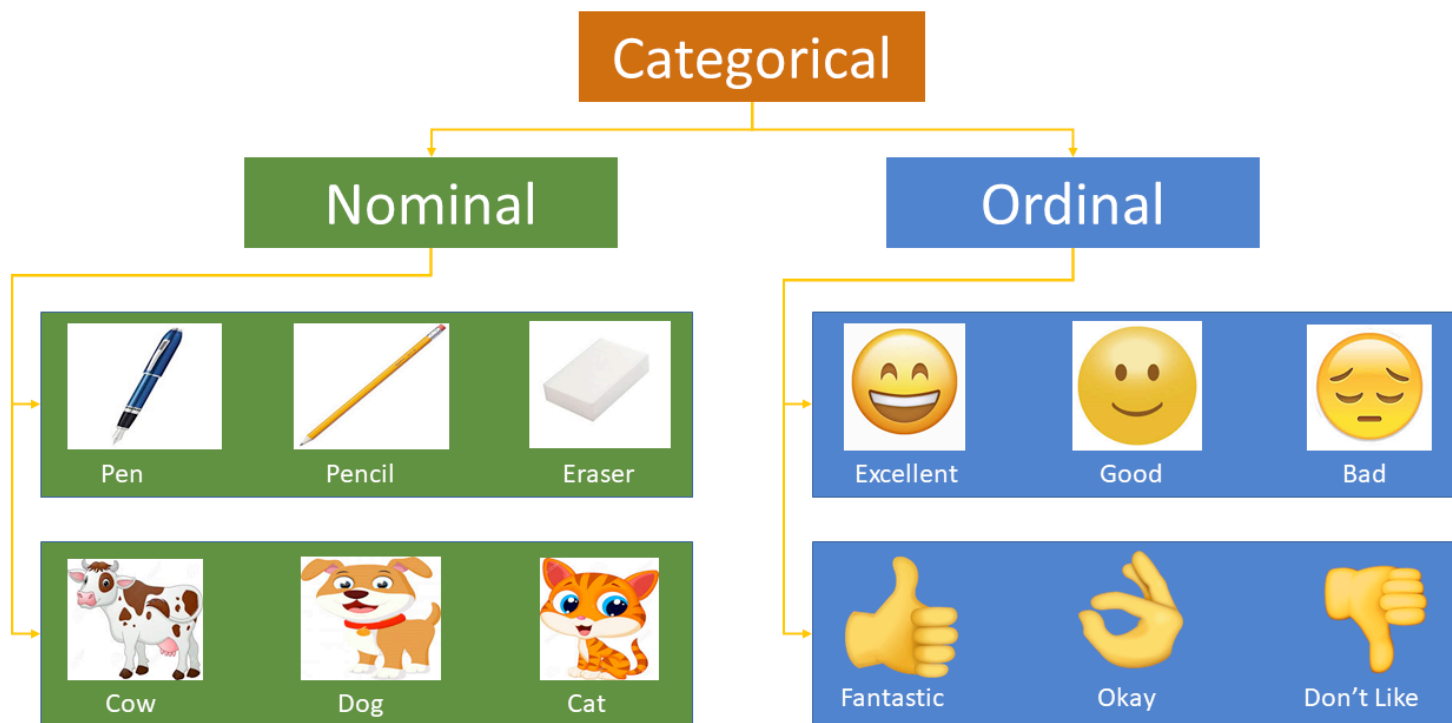 Categorical
Nominal
Ordinal
Pen
Pencil
Eraser
Excellent
Good
Bad
Cow
Dog
Cat
Fantastic
Okay
Don’t Like